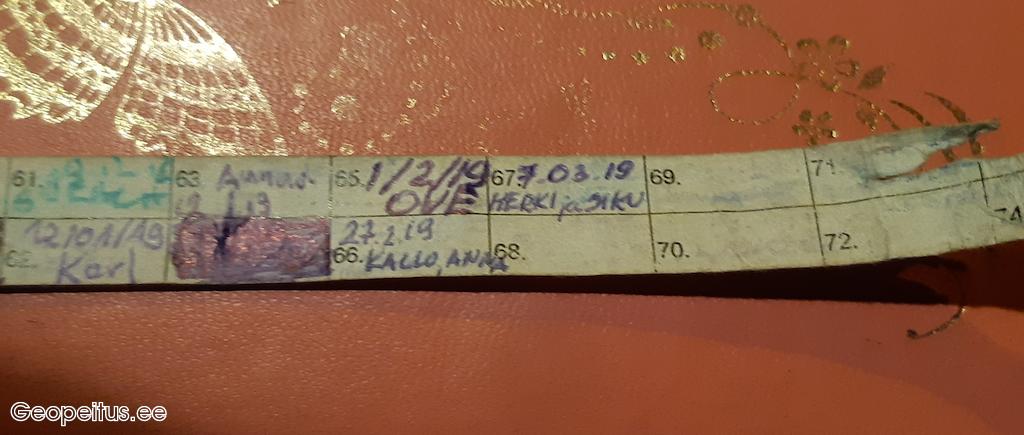 61.
63.
65. 1/2/19
OVE
67. 7.03.19
HERKI ja SIKU
69.
71.
12/01/19
62. Karl
27.2.19
66. KALLO, ANNA
68.
70.
72.
74.
Geopeitus.ee